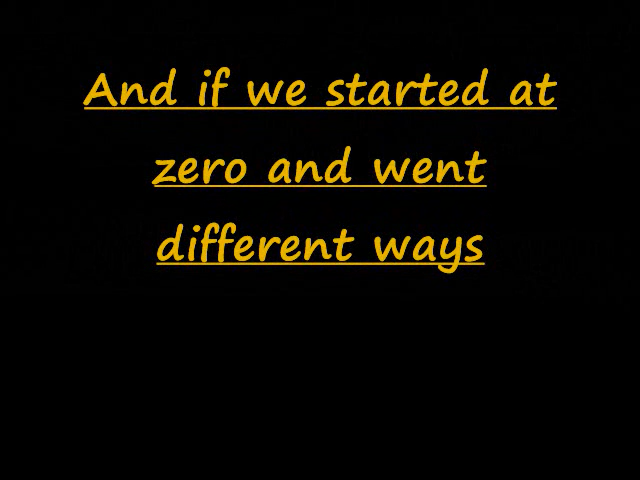 And if we started at
zero and went
different ways